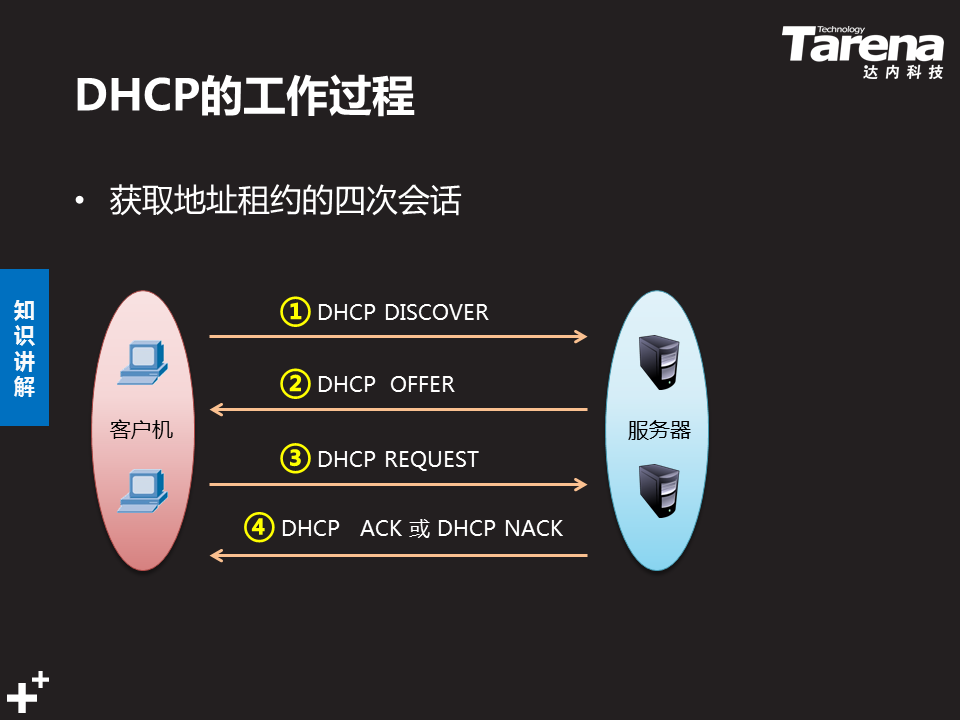 Technology
Tarena
达内科技
DHCP的工作过程
• 获取地址租约的四次会话
知识讲解
① DHCP DISCOVER
② DHCP OFFER
客户机
服务器
③ DHCP REQUEST
④ DHCP ACK 或 DHCP NACK